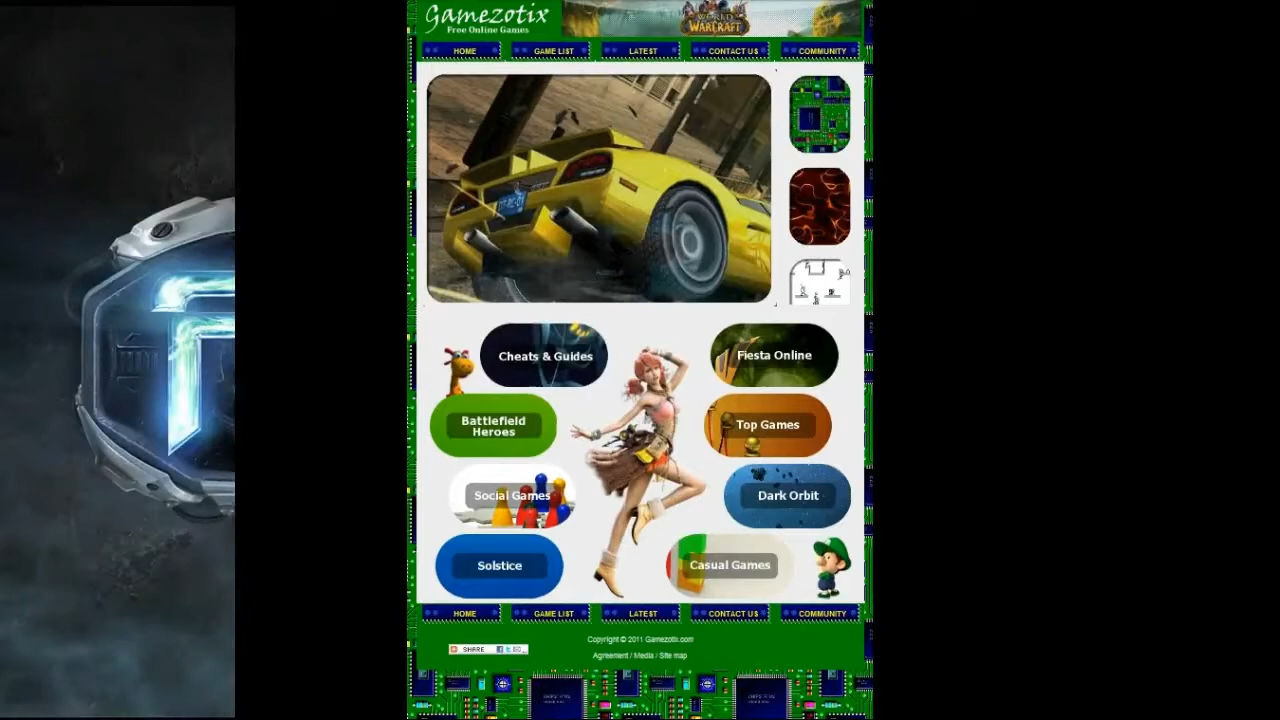 Gamezotix
Free Online Games
WORLD
WARCRAFT
HOME
GAME LIST
LATEST
CONTACT US
COMMUNITY
Cheats & Guides
Fiesta Online
Battlefield
Heroes
Top Games
Social Games
Dark Orbit
Solstice
Casual Games
HOME
GAME LIST
LATEST
CONTACT US
COMMUNITY
Copyright © 2011 Gamezotix.com
SHARE
Agreement / Media / Site map